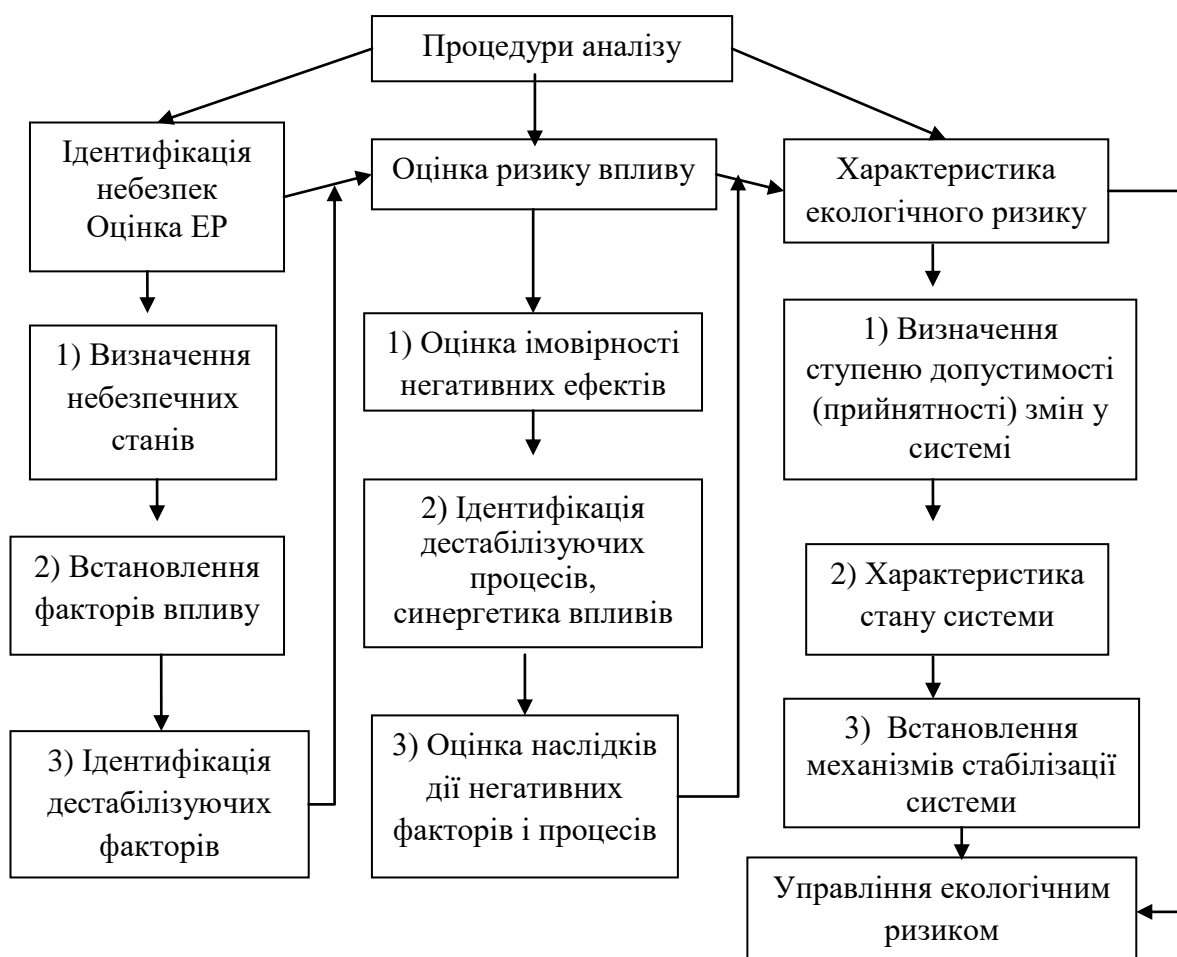 Процедури аналізу
Ідентифікація
небезпек
Оцінка ЕР
Оцінка ризику впливу
Характеристика
екологічного ризику
1) Визначення
небезпечних
станів
1) Оцінка імовірності
негативних ефектів
1) Визначення
ступеню допустимості
(прийнятності) змін у
системі
2) Встановлення
факторів впливу
2) Ідентифікація
дестабілізуючих
процесів,
синергетика впливів
2) Характеристика
стану системи
3) Ідентифікація
дестабілізуючих
факторів
3) Оцінка наслідків
дії негативних
факторів і процесів
3) Встановлення
механізмів стабілізації
системи
Управління екологічним
ризиком